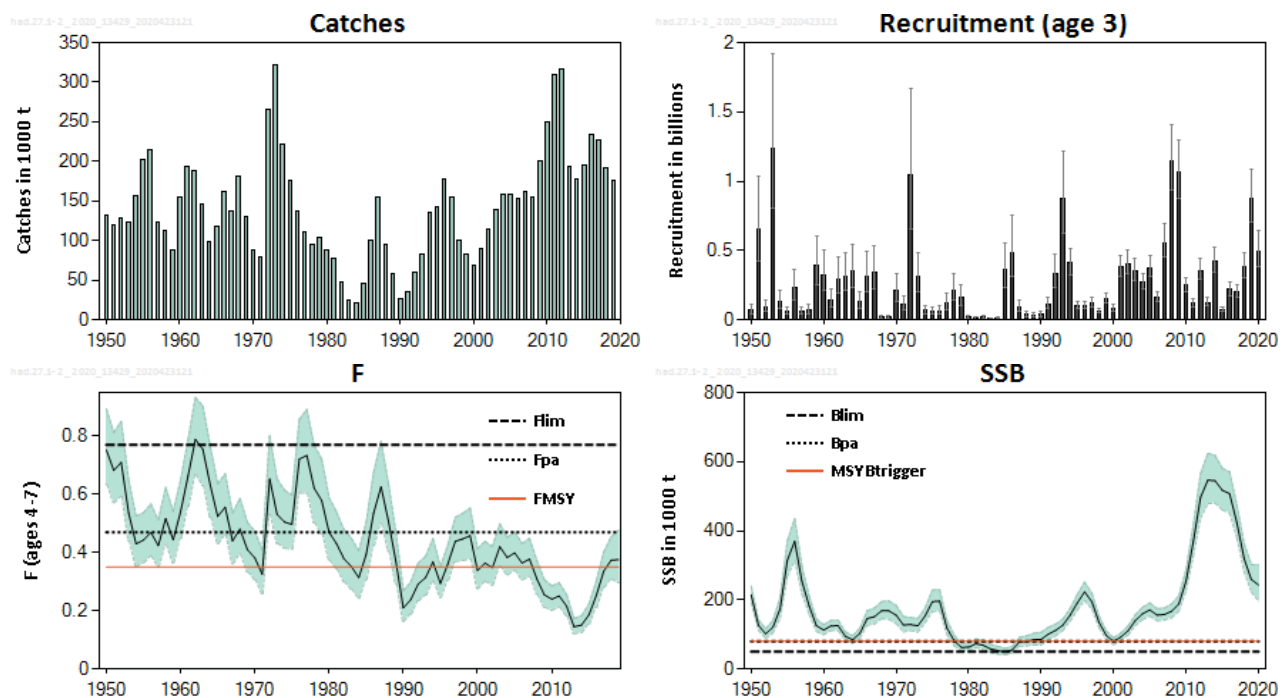 had.27.1-2_2020_13429_2020423121
Catches
350
300
250
200
150
100
50
0
Catches in 1000 t
1950 1960 1970 1980 1990 2000 2010 2020
had.27.1-2_2020_13429_2020423121
Recruitment (age 3)
2
1.5
1
0.5
0
Recruitment in billions
1950 1960 1970 1980 1990 2000 2010 2020
had.27.1-2_2020_13429_2020423121
F
0.8
0.6
0.4
0.2
0
F (ages 4-7)
Flim
Fpa
FMSY
1950 1960 1970 1980 1990 2000 2010
had.27.1-2_2020_13429_2020423121
SSB
800
600
400
200
0
SSB in 1000 t
Blim
Bpa
MSYBtrigger
1950 1960 1970 1980 1990 2000 2010 2020